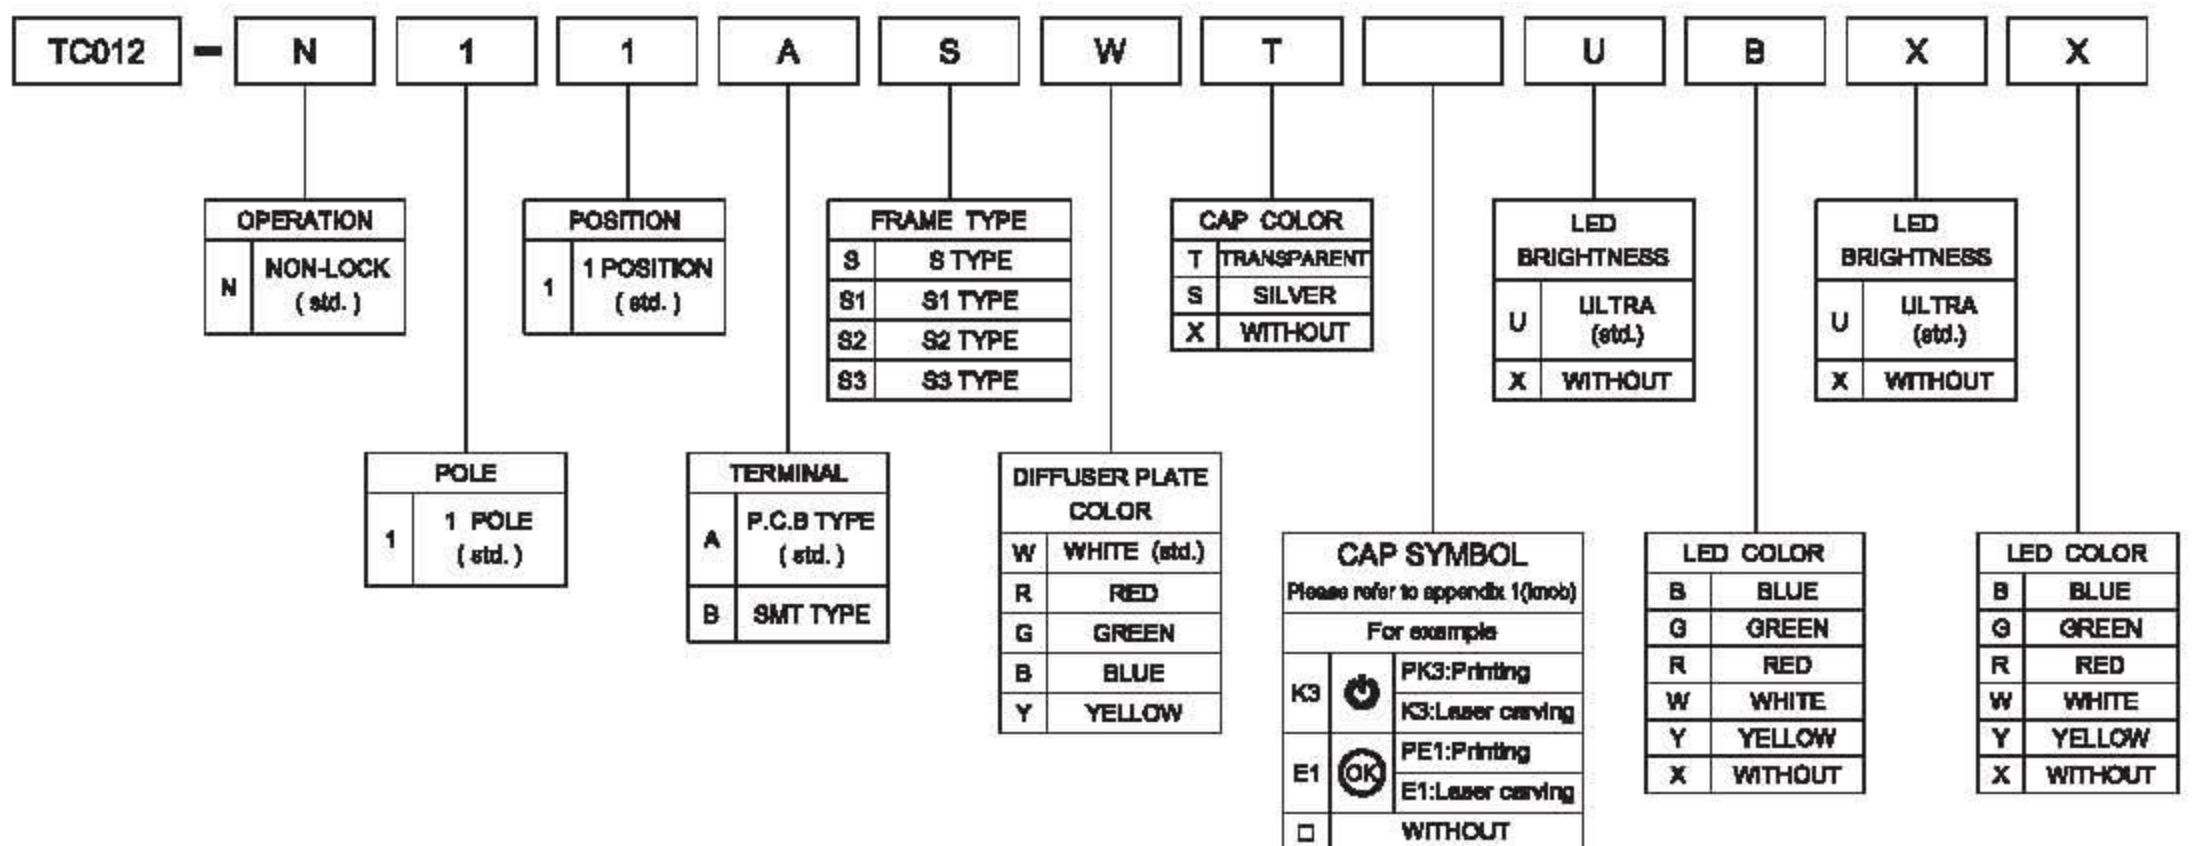 TC012 - N 1 1 A S W T U B X X
OPERATION
N NON-LOCK
( std. )
POSITION
1 1 POSITION
( std. )
FRAME TYPE
S S TYPE
S1 S1 TYPE
S2 S2 TYPE
S3 S3 TYPE
CAP COLOR
T TRANSPARENT
S SILVER
X WITHOUT
LED
BRIGHTNESS
U ULTRA
(std.)
X WITHOUT
LED
BRIGHTNESS
U ULTRA
(std.)
X WITHOUT
POLE
1 1 POLE
( std. )
TERMINAL
A P.C.B TYPE
( std. )
B SMT TYPE
DIFFUSER PLATE
COLOR
W WHITE (std.)
R RED
G GREEN
B BLUE
Y YELLOW
CAP SYMBOL
Please refer to appendix 1(knob)
For example
K3 PK3:Printing
K3:Laser carving
E1 OK PE1:Printing
E1:Laser carving
□ WITHOUT
LED COLOR
B BLUE
G GREEN
R RED
W WHITE
Y YELLOW
X WITHOUT
LED COLOR
B BLUE
G GREEN
R RED
W WHITE
Y YELLOW
X WITHOUT